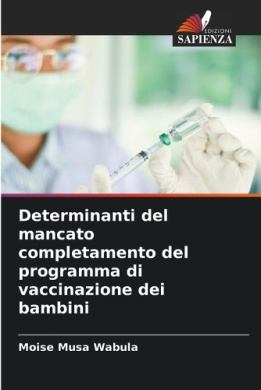 EDIZIONI
SAPIENZA
Determinanti del
mancato
completamento del
programma di
vaccinazione dei
bambini
Moise Musa Wabula